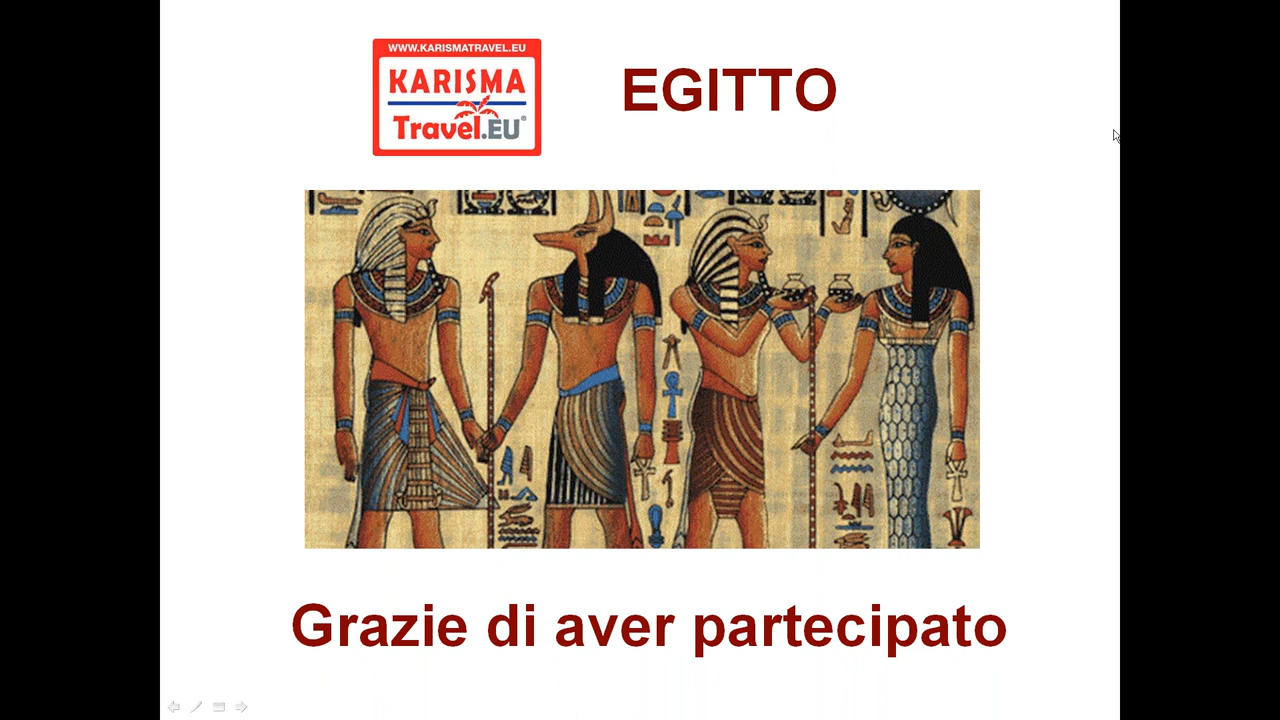 WWW.KARISMATRAVEL.EU
KARISMA
Travel.EU®
EGITTO
Grazie di aver partecipato